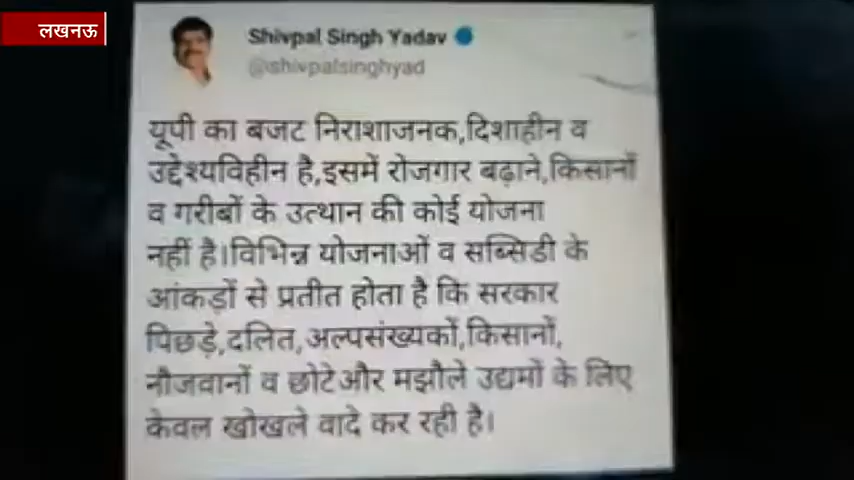 लखनऊ
Shivpal Singh Yadav
@shivpalsinghyad
यूपी का बजट निराशाजनक,दिशाहीन व
उद्देश्यविहीन है,इसमें रोजगार बढ़ाने,किसानों
व गरीबों के उत्थान की कोई योजना
नहीं है।विभिन्न योजनाओं व सब्सिडी के
आंकड़ों से प्रतीत होता है कि सरकार
पिछड़े,दलित,अल्पसंख्यकों,किसानों,
नौजवानों व छोटेऔर मझौले उद्यमों के लिए
केवल खोखले वादे कर रही है।